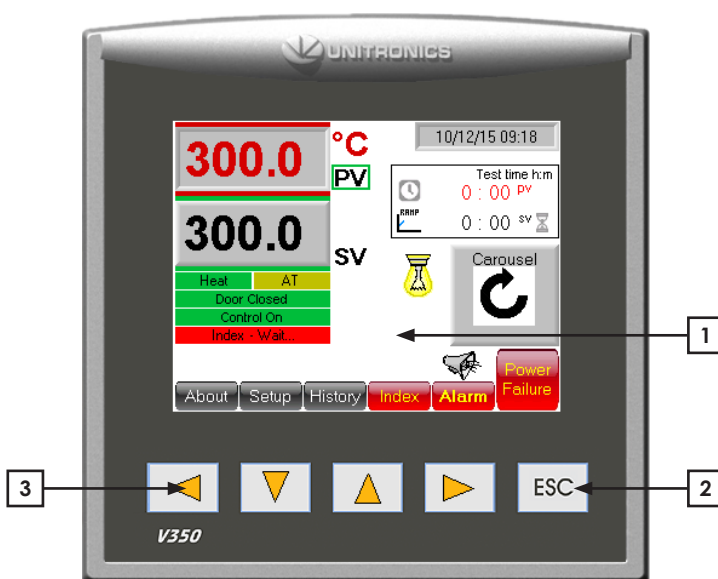 UNITRONICS
300.0
°C
PV
10/12/15 09:18
Test time h:m
0 : 00 PV
RAMP
0 : 00 SV
300.0
SV
Heat
AT
Door Closed
Control On
Index - Wait...
Carousel
Power
Failure
About
Setup
History
Index
Alarm
1
3
ESC
2
V350